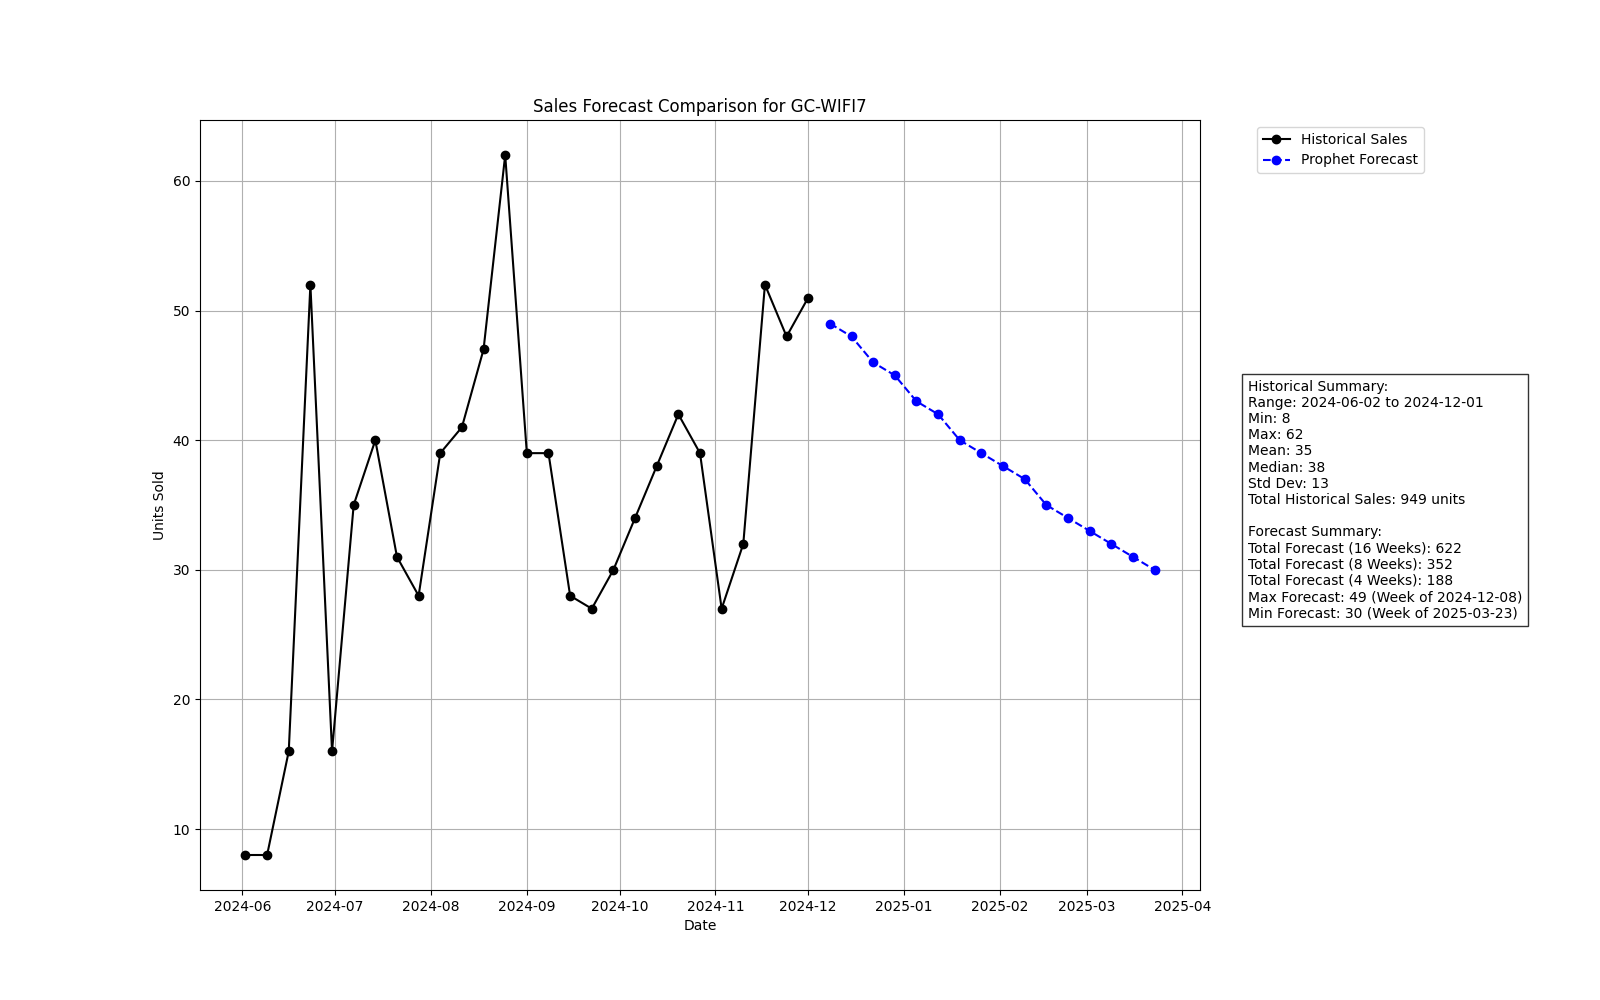 Sales Forecast Comparison for GC-WIFI7
Historical Sales
Prophet Forecast
60
50
40
30
20
10
Units Sold
2024-06
2024-07
2024-08
2024-09
2024-10
2024-11
2024-12
2025-01
2025-02
2025-03
2025-04
Date
Historical Summary:
Range: 2024-06-02 to 2024-12-01
Min: 8
Max: 62
Mean: 35
Median: 38
Std Dev: 13
Total Historical Sales: 949 units
Forecast Summary:
Total Forecast (16 Weeks): 622
Total Forecast (8 Weeks): 352
Total Forecast (4 Weeks): 188
Max Forecast: 49 (Week of 2024-12-08)
Min Forecast: 30 (Week of 2025-03-23)